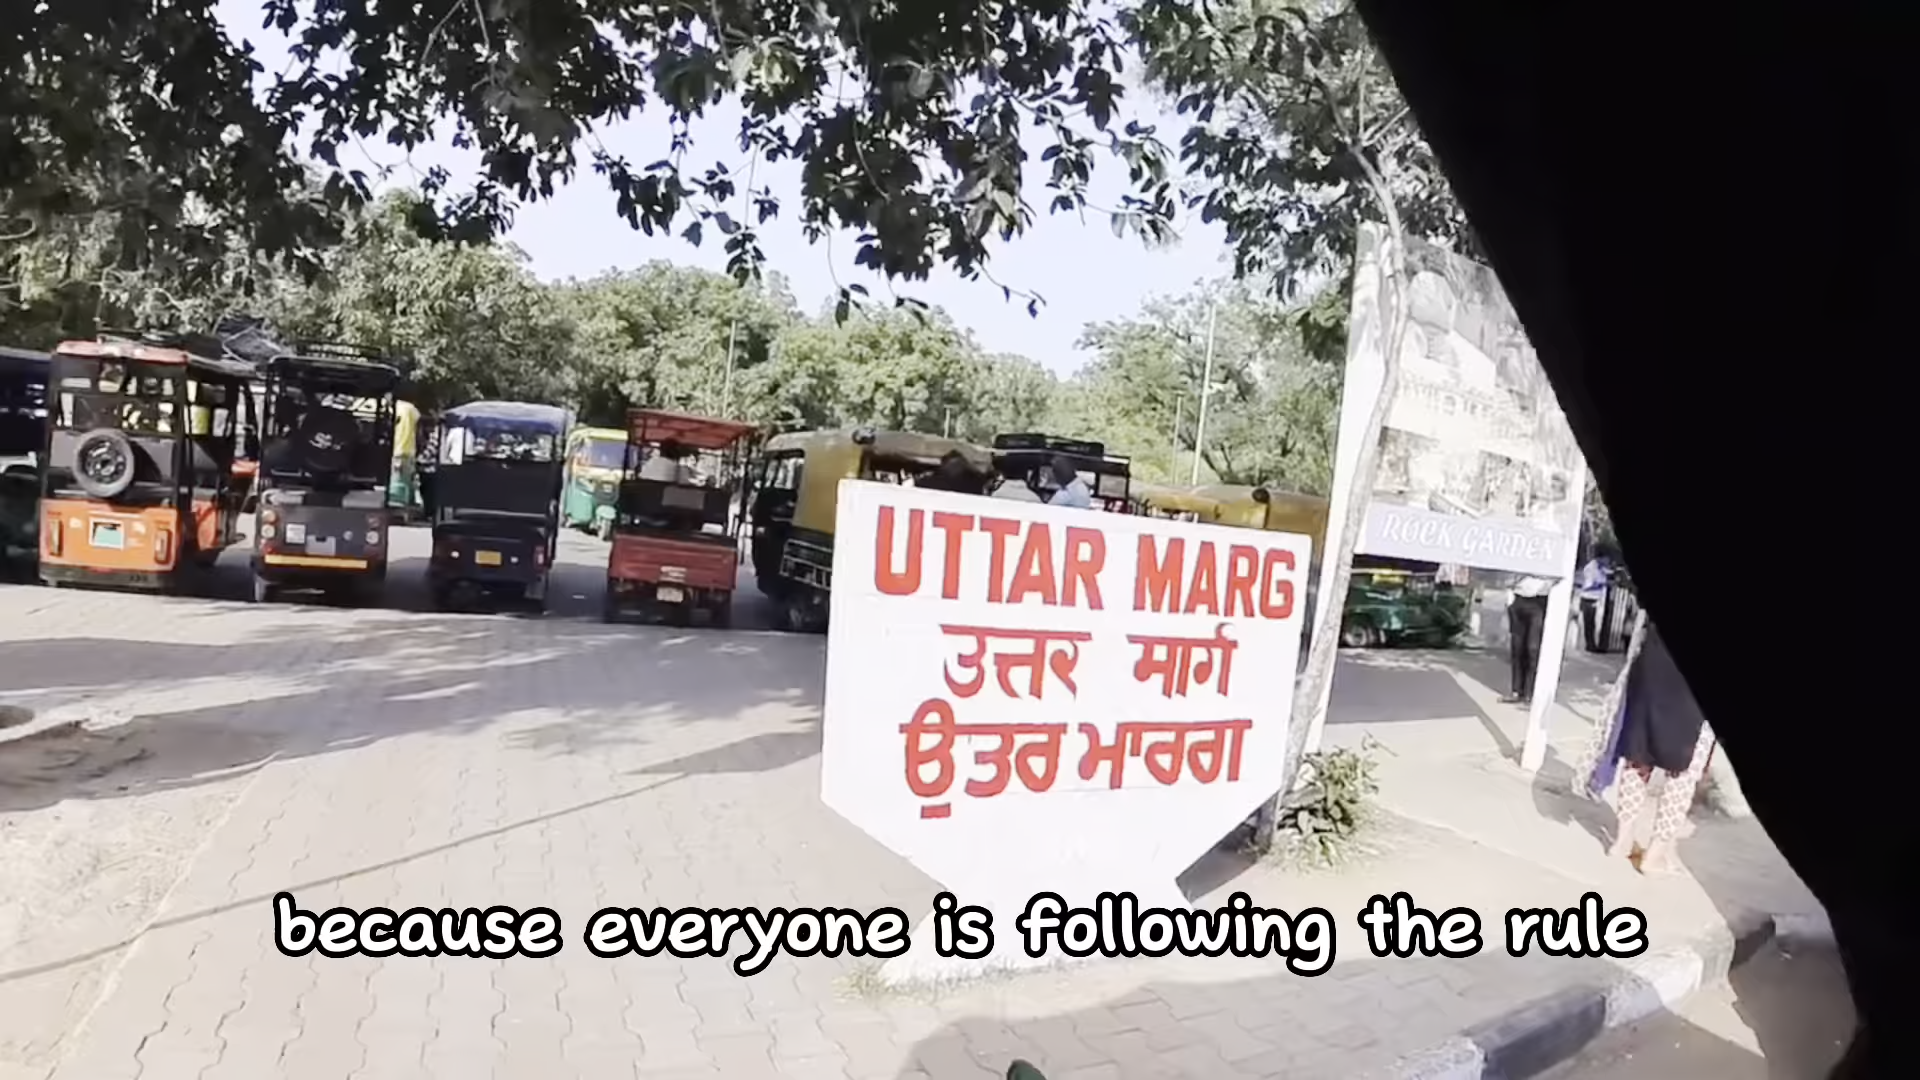 UTTAR MARG
उत्तर मार्ग
ਉੱਤਰ ਮਾਰਗ
ROCK GARDEN
because everyone is following the rule